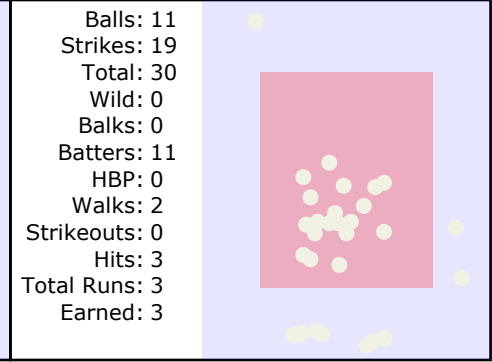 Balls: 11
Strikes: 19
Total: 30
Wild: 0
Balks: 0
Batters: 11
HBP: 0
Walks: 2
Strikeouts: 0
Hits: 3
Total Runs: 3
Earned: 3